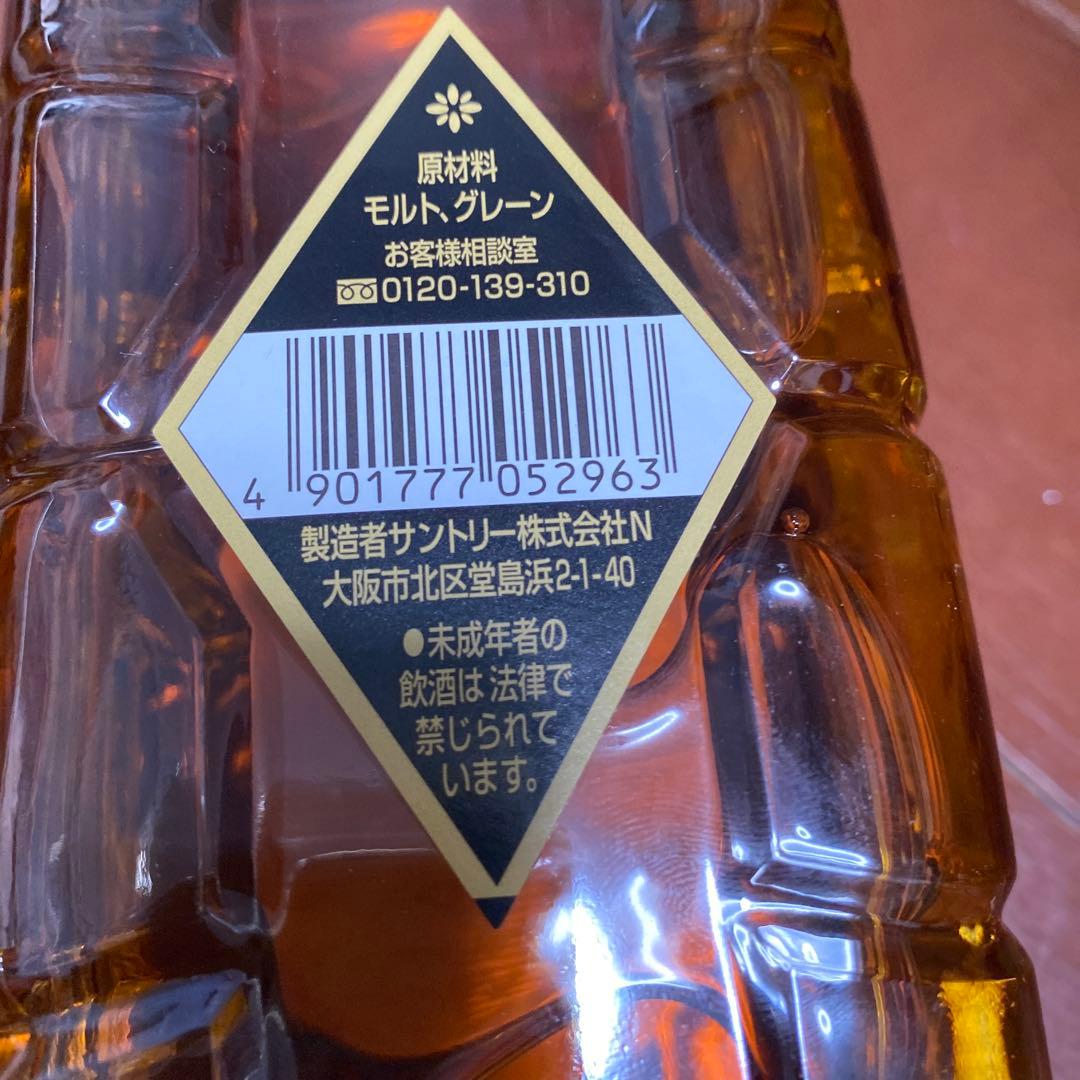 原材料
モルト、グレーン
お客様相談室
0120-139-310
4 901777 052963
製造者サントリー株式会社N
大阪市北区堂島浜2-1-40
●未成年者の
飲酒は法律で
禁じられて
います。